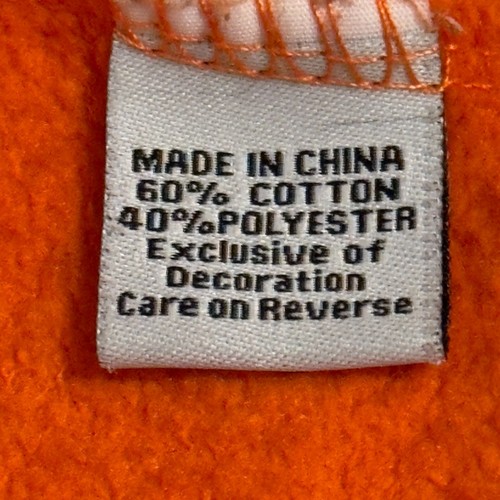 MADE IN CHINA
60% COTTON
40%POLYESTER
Exclusive of
Decoration
Care on Reverse